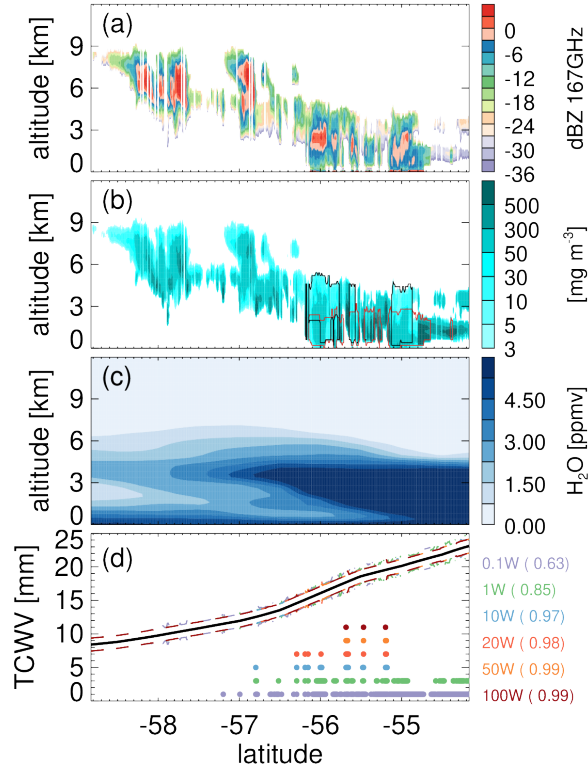 (a)
altitude [km]
9
6
3
0
0
-6
-12
-18
-24
-30
-36
dBZ 167GHz
(b)
altitude [km]
9
6
3
0
500
300
50
30
10
5
3
[mg m⁻³]
(c)
altitude [km]
9
6
3
0
4.50
3.00
1.50
0.00
H₂O [ppmv]
(d)
TCWV [mm]
25
20
15
10
5
0
0.1W ( 0.63)
1W ( 0.85)
10W ( 0.97)
20W ( 0.98)
50W ( 0.99)
100W ( 0.99)
-58 -57 -56 -55
latitude